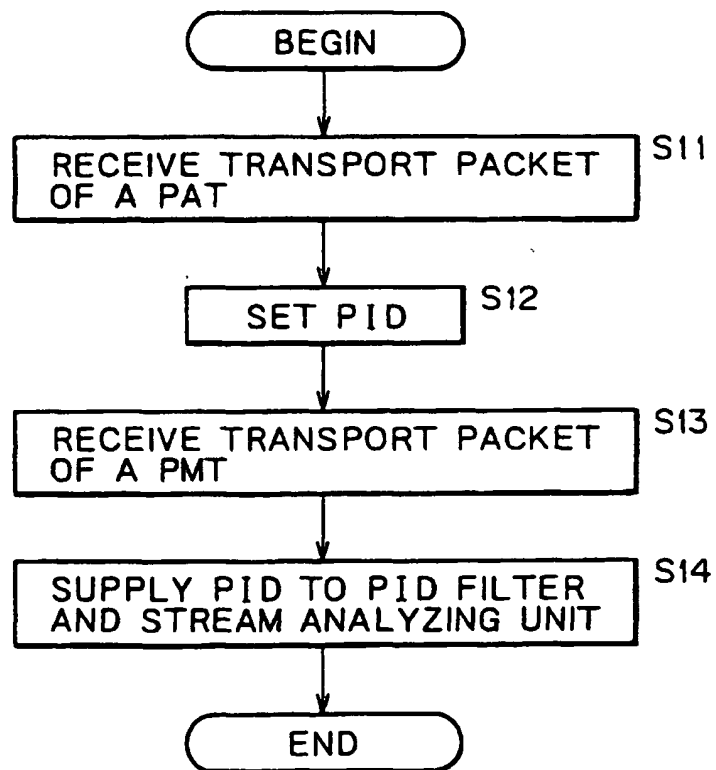 BEGIN
RECEIVE TRANSPORT PACKET
OF A PAT
S11
SET PID
S12
RECEIVE TRANSPORT PACKET
OF A PMT
S13
SUPPLY PID TO PID FILTER
AND STREAM ANALYZING UNIT
S14
END